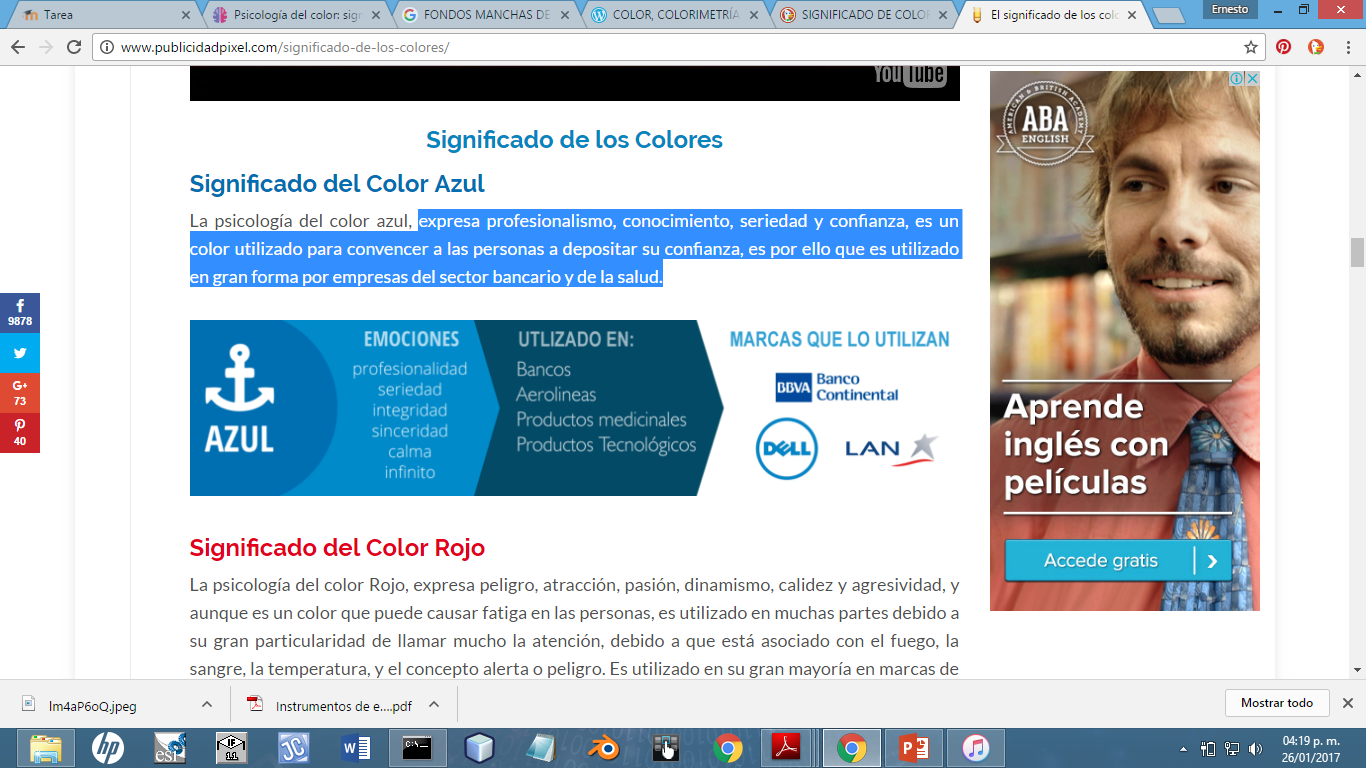 Tarea
Psicología del color: sign
FONDOS MANCHAS DE
COLOR, COLORIMETRÍA
SIGNIFICADO DE COLOR
El significado de los colo
Ernesto
www.publicidadpixel.com/significado-de-los-colores/
YouTube
Significado de los Colores
Significado del Color Azul
La psicología del color azul, expresa profesionalismo, conocimiento, seriedad y confianza, es un
color utilizado para convencer a las personas a depositar su confianza, es por ello que es utilizado
en gran forma por empresas del sector bancario y de la salud.
9878
73
40
AZUL
EMOCIONES
profesionalidad
seriedad
integridad
sinceridad
calma
infinito
UTLIZADO EN:
Bancos
Aerolineas
Productos medicinales
Productos Tecnológicos
MARCAS QUE LO UTILIZAN
BBVA Banco
Continental
DELL
LAN
Significado del Color Rojo
La psicología del color Rojo, expresa peligro, atracción, pasión, dinamismo, calidez y agresividad, y
aunque es un color que puede causar fatiga en las personas, es utilizado en muchas partes debido a
su gran particularidad de llamar mucho la atención, debido a que está asociado con el fuego, la
sangre, la temperatura, y el concepto alerta o peligro. Es utilizado en su gran mayoría en marcas de
AMERICAN & BRITISH ACADEMY
ABA
ENGLISH
Aprende
inglés con
películas
Accede gratis
Im4aP6oQ.jpeg
Instrumentos de e....pdf
Mostrar todo
04:19 p. m.
26/01/2017